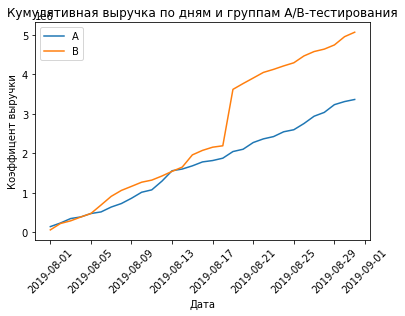 Кумулятивная выручка по дням и группам A/B-тестирования
1e6
A
B
5
4
3
2
1
0
Коэффицент выручки
2019-08-01
2019-08-05
2019-08-09
2019-08-13
2019-08-17
2019-08-21
2019-08-25
2019-08-29
2019-09-01
Дата